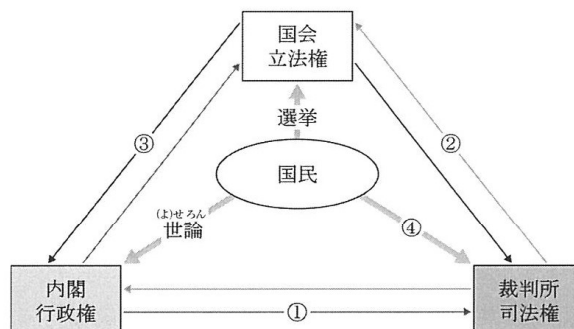 国会
立法権
選挙
③
②
国民
(よ)せろん
世論
④
内閣
行政権
①
裁判所
司法権